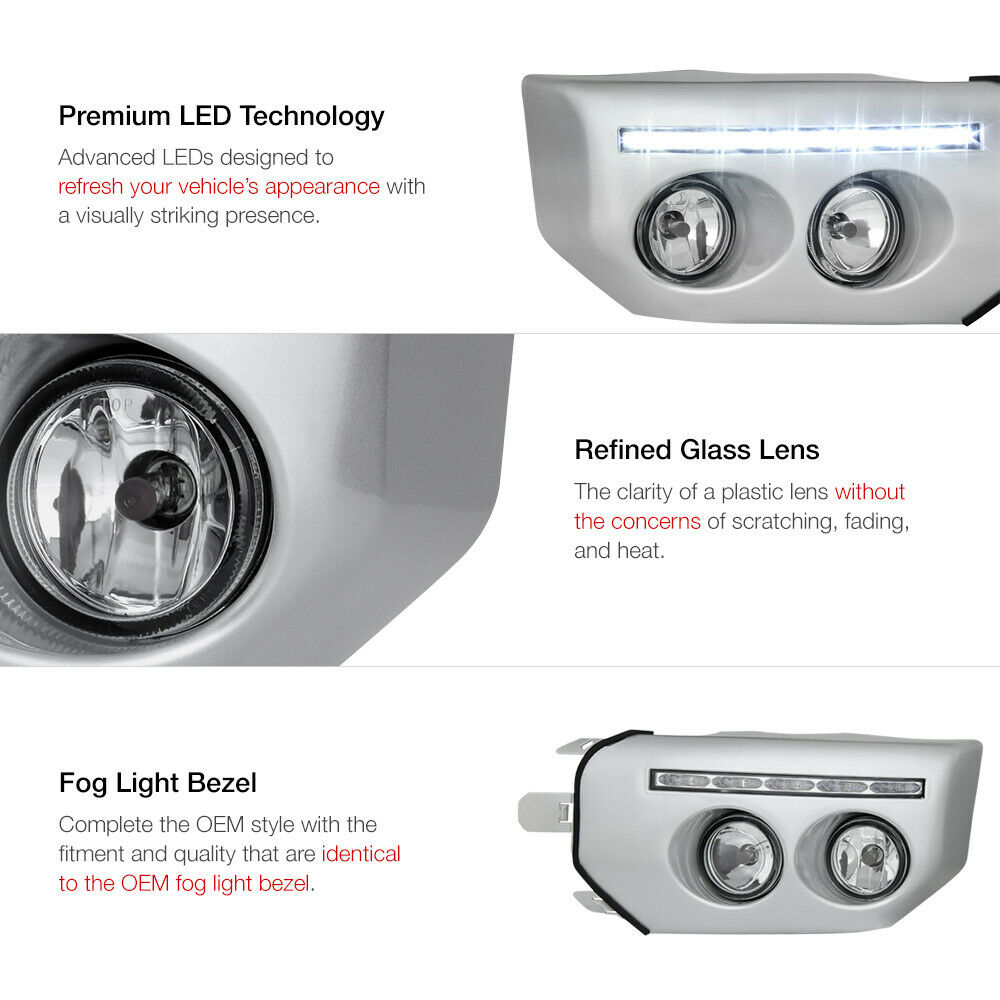 Premium LED Technology
Advanced LEDs designed to
refresh your vehicle's appearance with
a visually striking presence.
TOP
Refined Glass Lens
The clarity of a plastic lens without
the concerns of scratching, fading,
and heat.
Fog Light Bezel
Complete the OEM style with the
fitment and quality that are identical
to the OEM fog light bezel.